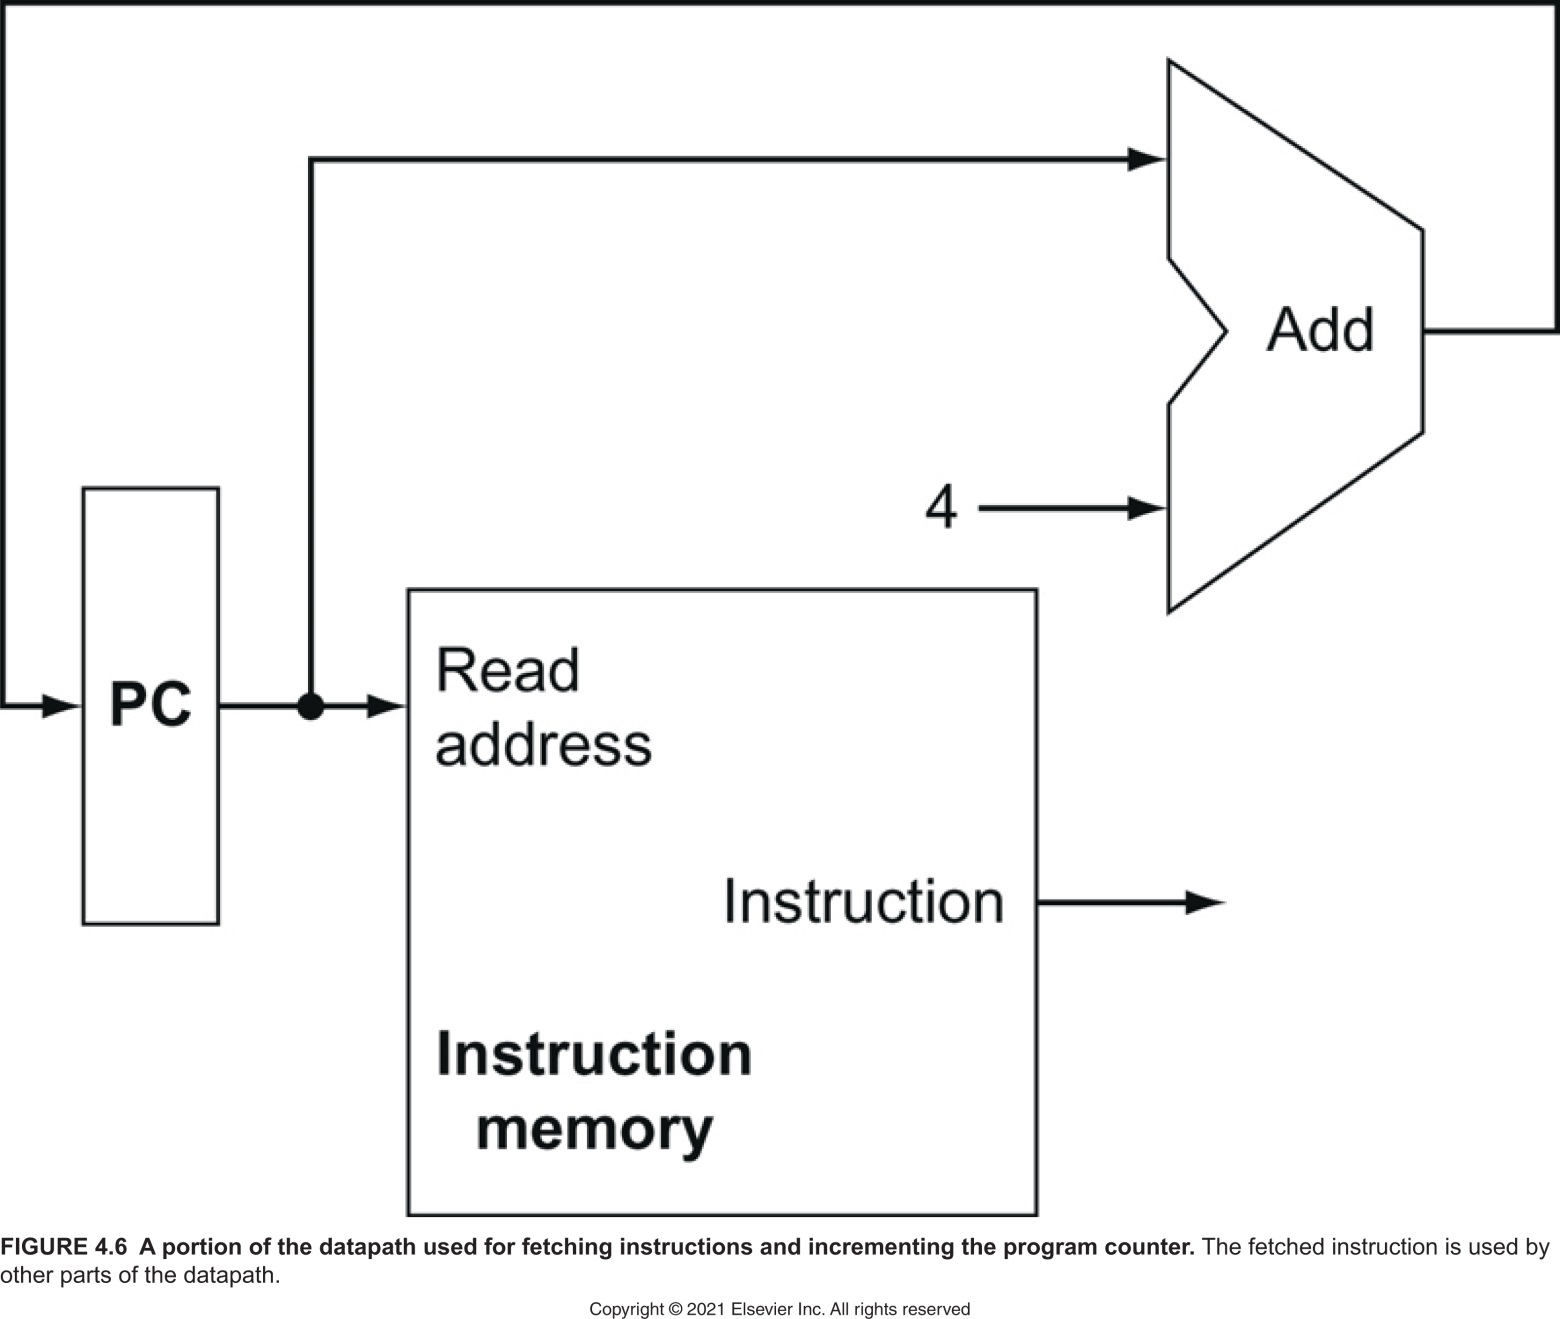 Add
4
PC
Read
address
Instruction
Instruction
memory
FIGURE 4.6 A portion of the datapath used for fetching instructions and incrementing the program counter. The fetched instruction is used by
other parts of the datapath.
Copyright © 2021 Elsevier Inc. All rights reserved